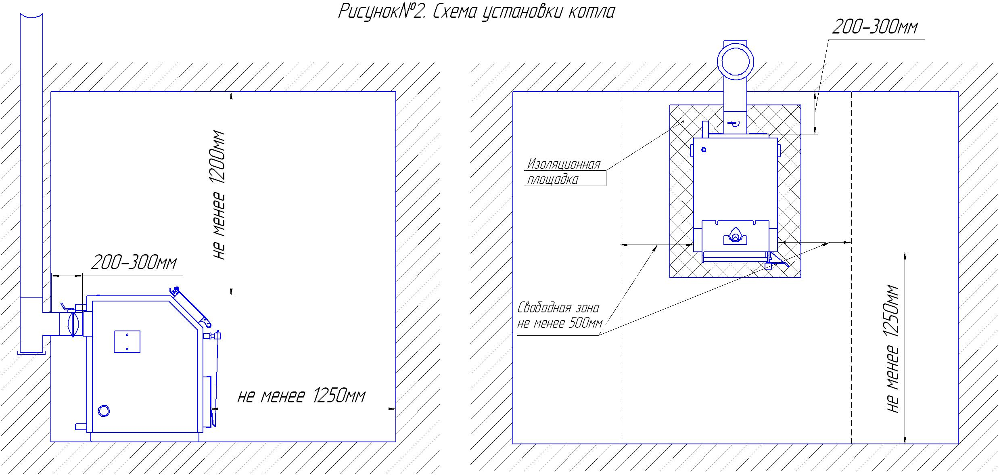 Рисунок№2. Схема установки котла
200-300мм
не менее 1200мм
200-300мм
не менее 1250мм
Изоляционная
площадка
Свободная зона
не менее 500мм
не менее 1250мм